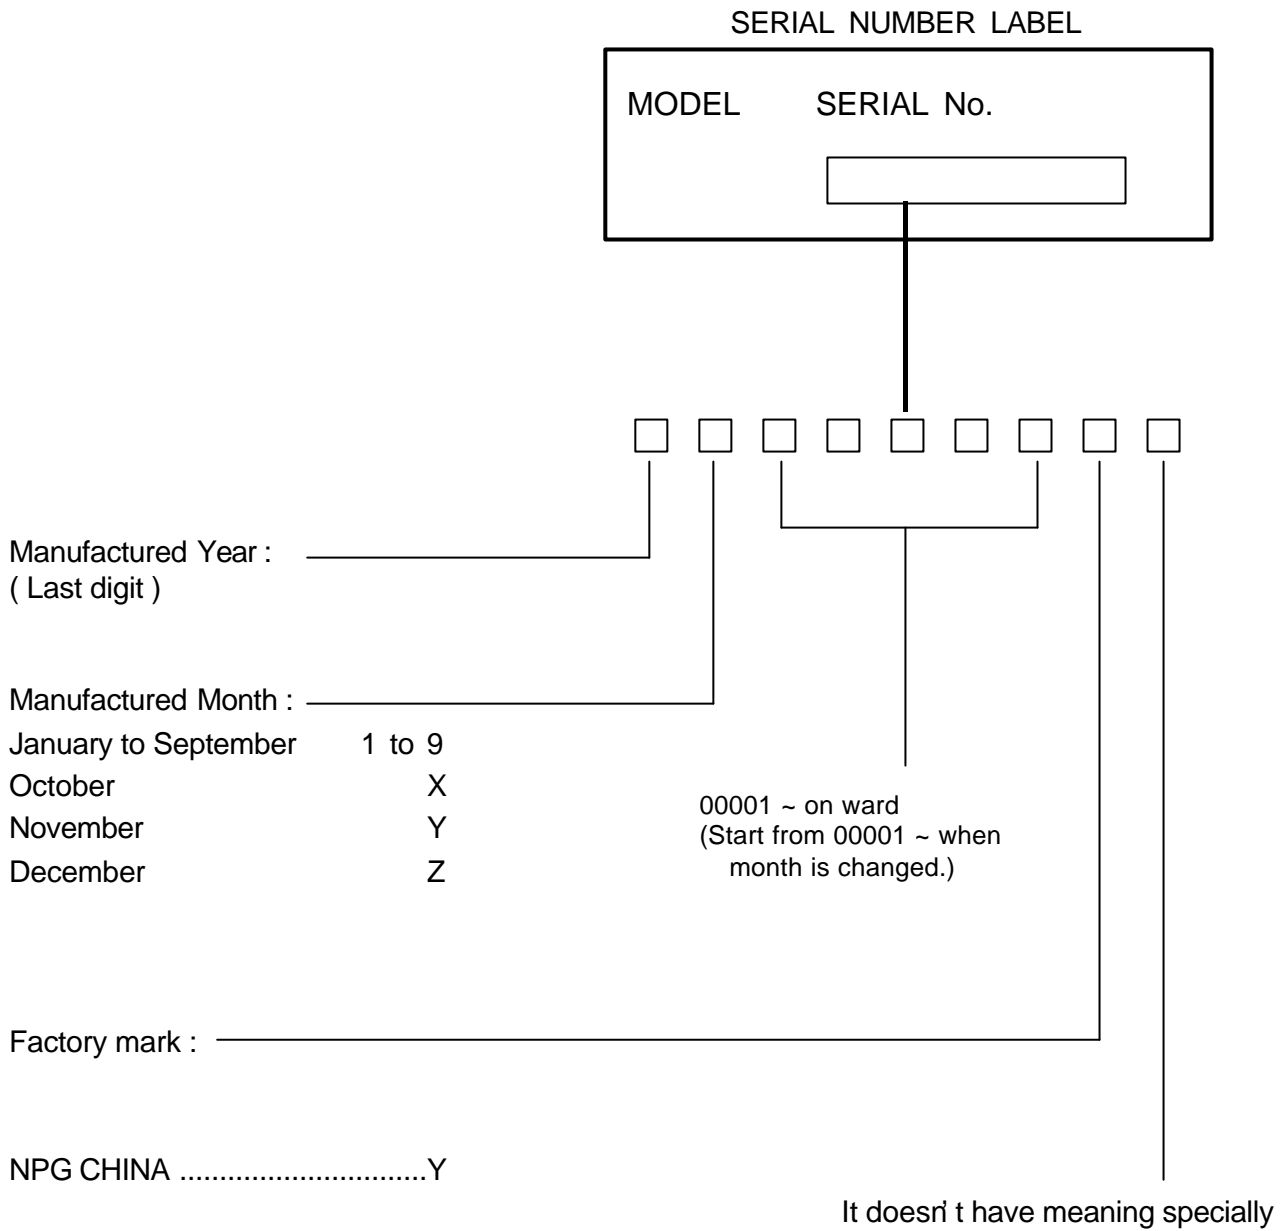 SERIAL NUMBER LABEL
MODEL SERIAL No.
Manufactured Year :
( Last digit )
Manufactured Month :
January to September 1 to 9
October X
November Y
December Z
00001 ~ on ward
(Start from 00001 ~ when
month is changed.)
Factory mark :
NPG CHINA ...............................Y
It doesn' t have meaning specially